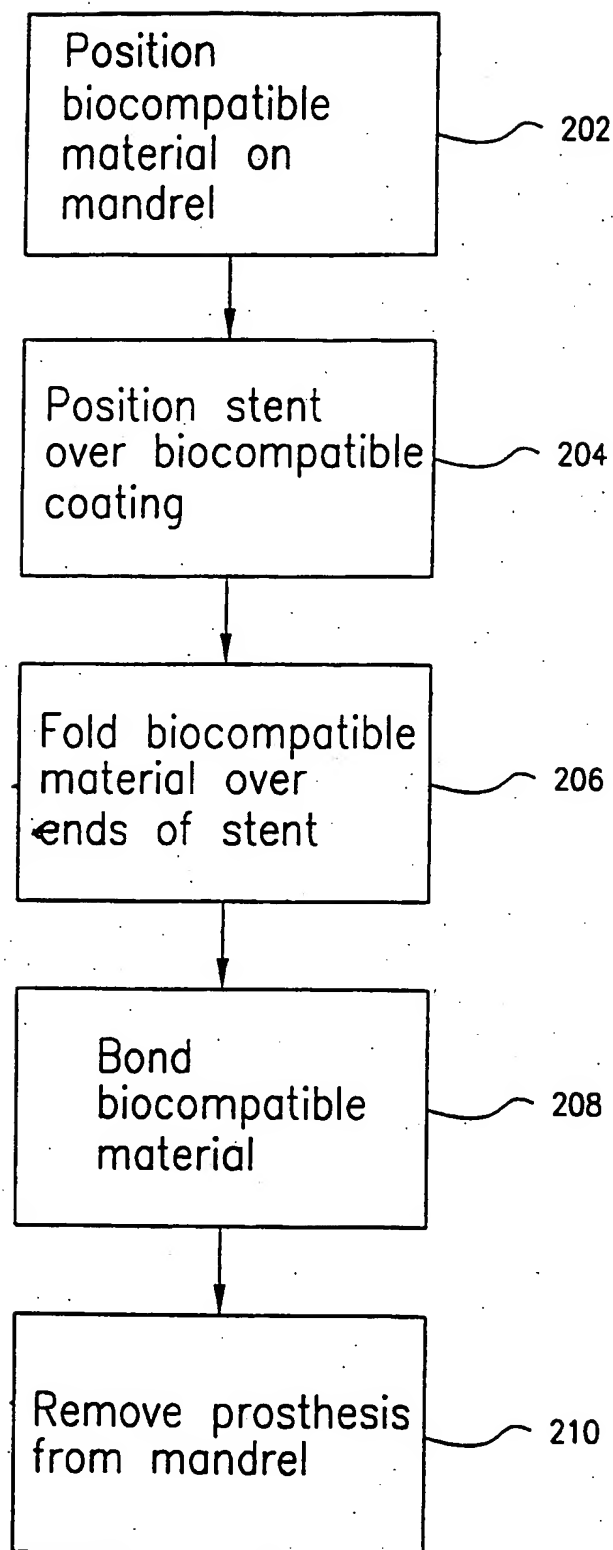 Position
biocompatible
material on
mandrel
202
Position stent
over biocompatible
coating
204
Fold biocompatible
material over
ends of stent
206
Bond
biocompatible
material
208
Remove prosthesis
from mandrel
210